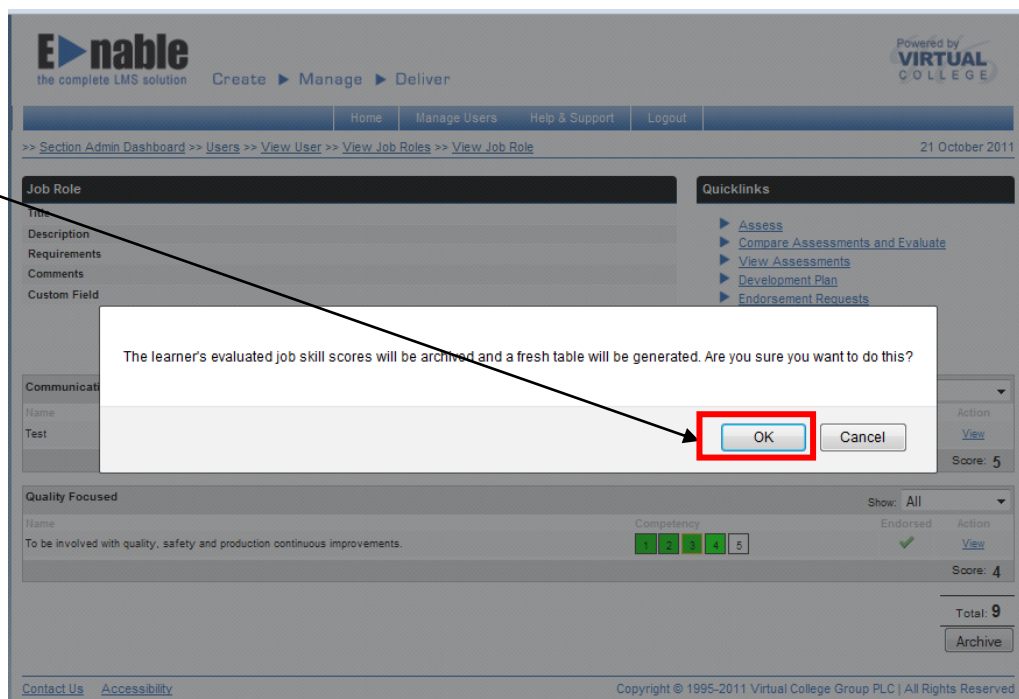 E nable
the complete LMS solution
Create ▶ Manage ▶ Deliver
Powered by
VIRTUAL
COLLEGE
Home Manage Users Help & Support Logout
>> Section Admin Dashboard >> Users >> View User >> View Job Roles >> View Job Role 21 October 2011
Job Role
Title
Description
Requirements
Comments
Custom Field
Quicklinks
Assess
Compare Assessments and Evaluate
View Assessments
Development Plan
Endorsement Requests
The learner's evaluated job skill scores will be archived and a fresh table will be generated. Are you sure you want to do this?
OK Cancel
Communicati
Name Action
Test View
Score: 5
Quality Focused Show: All
Name Competency Endorsed Action
To be involved with quality, safety and production continuous improvements. 1 2 3 4 5 View
Score: 4
Total: 9
Archive
Contact Us Accessibility Copyright © 1995-2011 Virtual College Group PLC | All Rights Reserved